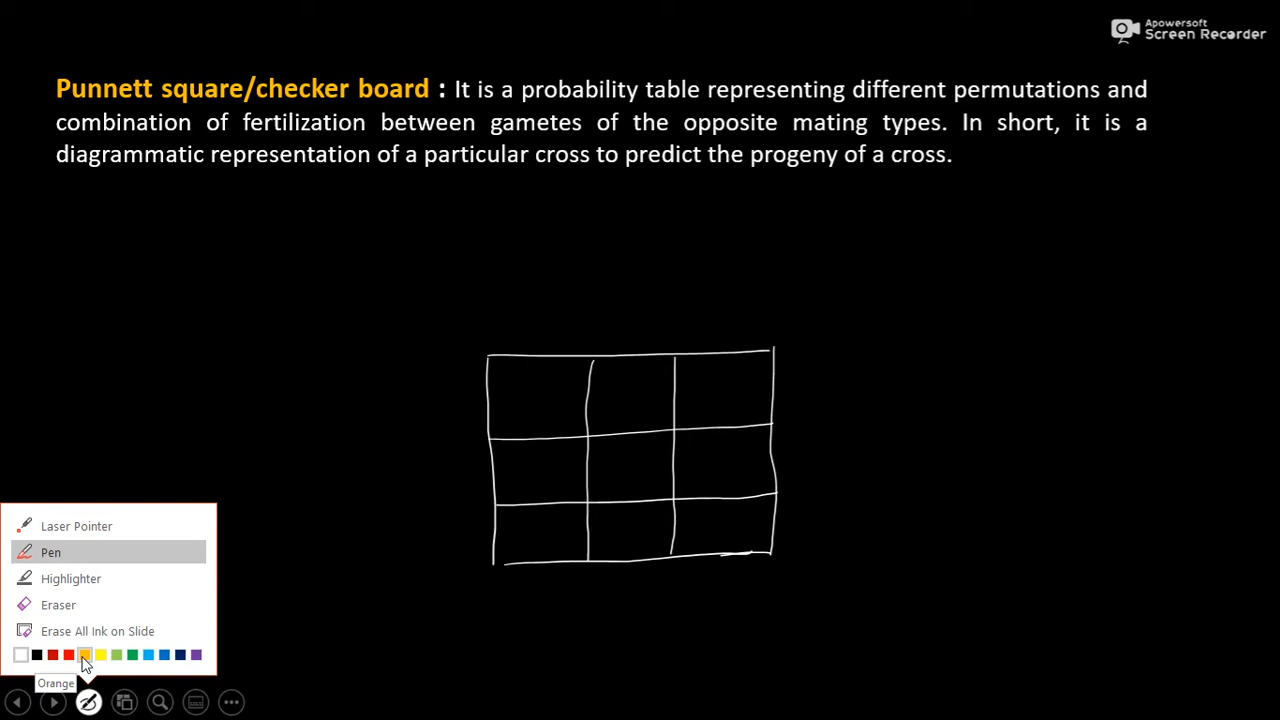 Apowersoft
Screen Recorder
Punnett square/checker board : It is a probability table representing different permutations and
combination of fertilization between gametes of the opposite mating types. In short, it is a
diagrammatic representation of a particular cross to predict the progeny of a cross.
Laser Pointer
Pen
Highlighter
Eraser
Erase All Ink on Slide
Orange